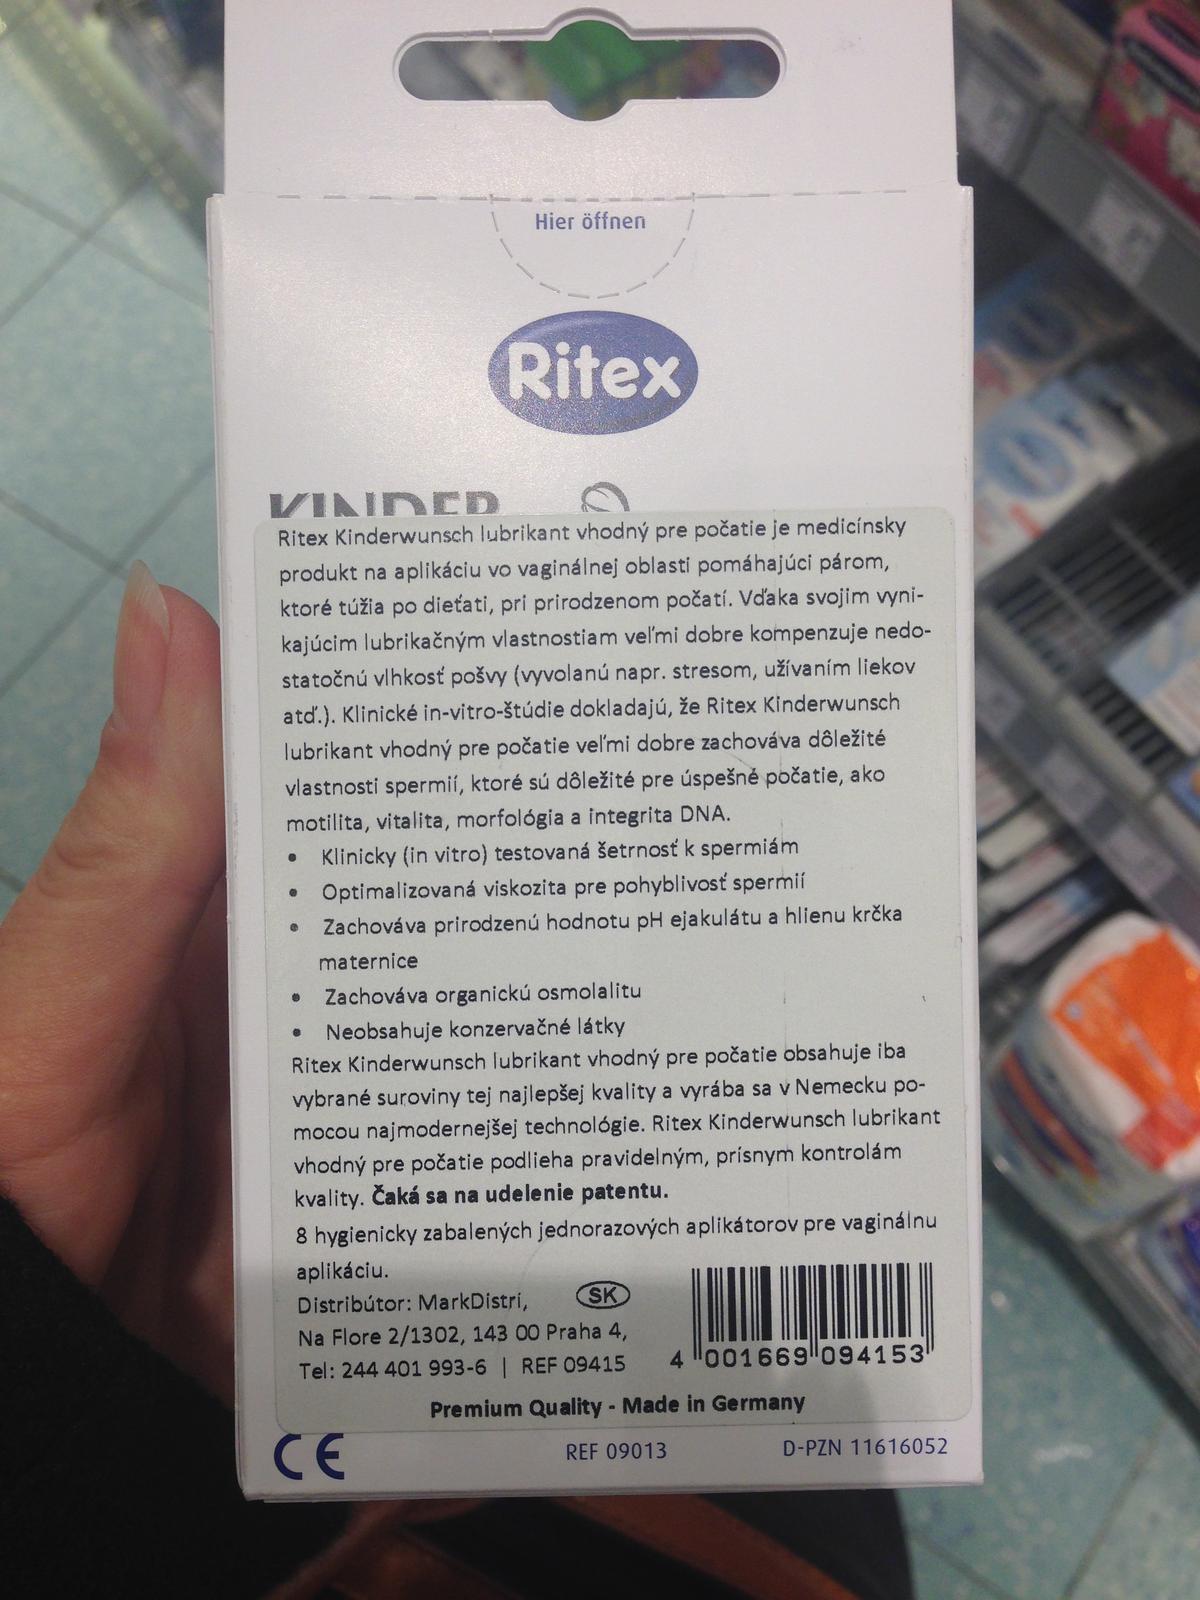 Hier öffnen
Ritex
KINDER
Ritex Kinderwunsch lubrikant vhodný pre počatie je medicínsky
produkt na aplikáciu vo vaginálnej oblasti pomáhajúci párom,
ktoré túžia po dieťati, pri prirodzenom počatí. Vďaka svojim vyni-
kajúcim lubrikačným vlastnostiam veľmi dobre kompenzuje nedo-
statočnú vlhkosť pošvy (vyvolanú napr. stresom, užívaním liekov
atď.). Klinické in-vitro-štúdie dokladajú, že Ritex Kinderwunsch
lubrikant vhodný pre počatie veľmi dobre zachováva dôležité
vlastnosti spermií, ktoré sú dôležité pre úspešné počatie, ako
motilita, vitalita, morfológia a integrita DNA.
• Klinicky (in vitro) testovaná šetrnosť k spermiám
• Optimalizovaná viskozita pre pohyblivosť spermií
• Zachováva prirodzenú hodnotu pH ejakulátu a hlienu krčka
maternice
• Zachováva organickú osmolalitu
• Neobsahuje konzervačné látky
Ritex Kinderwunsch lubrikant vhodný pre počatie obsahuje iba
vybrané suroviny tej najlepšej kvality a vyrába sa v Nemecku po-
mocou najmodernejšej technológie. Ritex Kinderwunsch lubrikant
vhodný pre počatie podlieha pravidelným, prísnym kontrolám
kvality. Čaká sa na udelenie patentu.
8 hygienicky zabalených jednorazových aplikátorov pre vaginálnu
aplikáciu.
Distribútor: MarkDistri, SK
Na Flore 2/1302, 143 00 Praha 4,
Tel: 244 401 993-6 | REF 09415
4 001669 094153
Premium Quality - Made in Germany
CE REF 09013 D-PZN 11616052